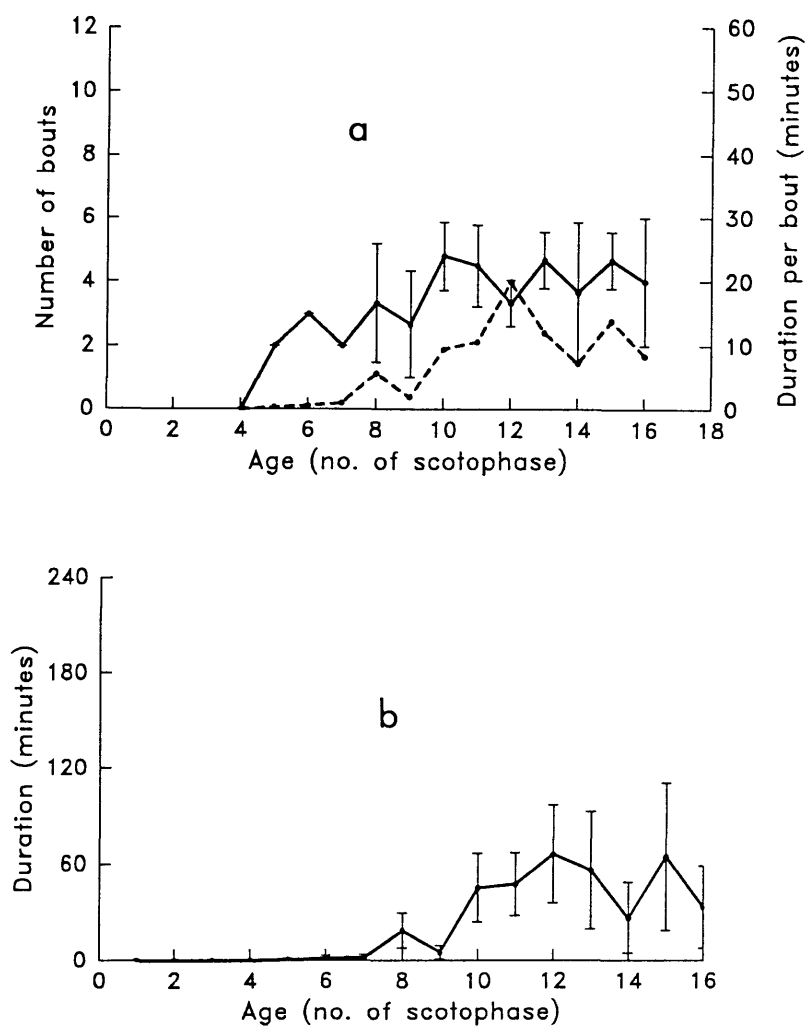 12
10
8
6
4
2
0
Number of bouts
a
60
50
40
30
20
10
0
Duration per bout (minutes)
0 2 4 6 8 10 12 14 16 18
Age (no. of scotophase)
240
180
120
60
0
Duration (minutes)
b
0 2 4 6 8 10 12 14 16
Age (no. of scotophase)